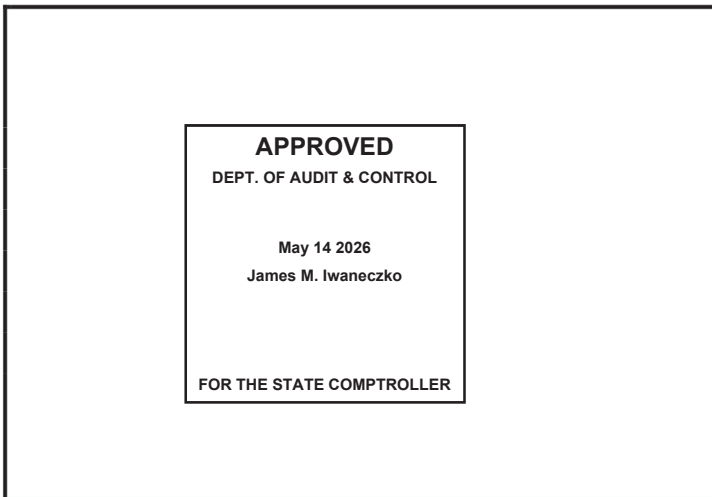 APPROVED
DEPT. OF AUDIT & CONTROL
May 14 2026
James M. Iwaneczko
FOR THE STATE COMPTROLLER